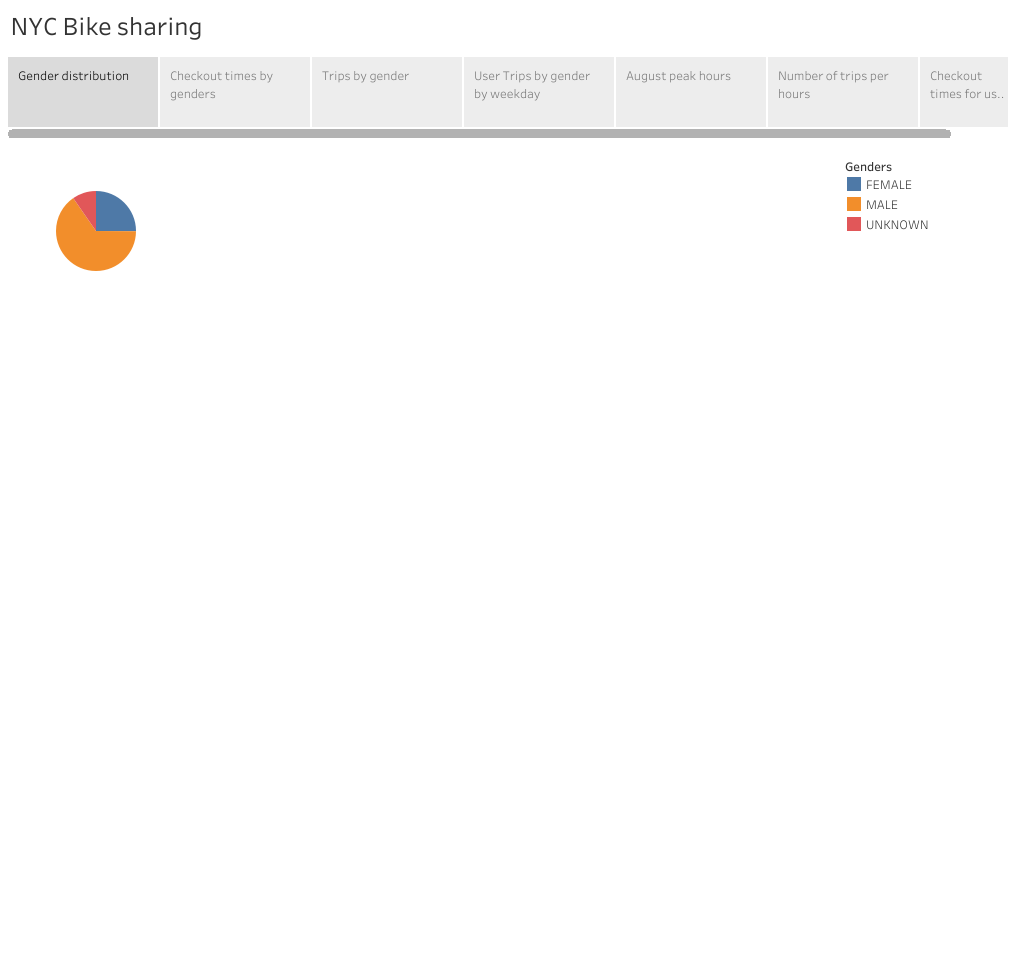 NYC Bike sharing
Gender distribution
Checkout times by
genders
Trips by gender
User Trips by gender
by weekday
August peak hours
Number of trips per
hours
Checkout
times for us..
Genders
FEMALE
MALE
UNKNOWN